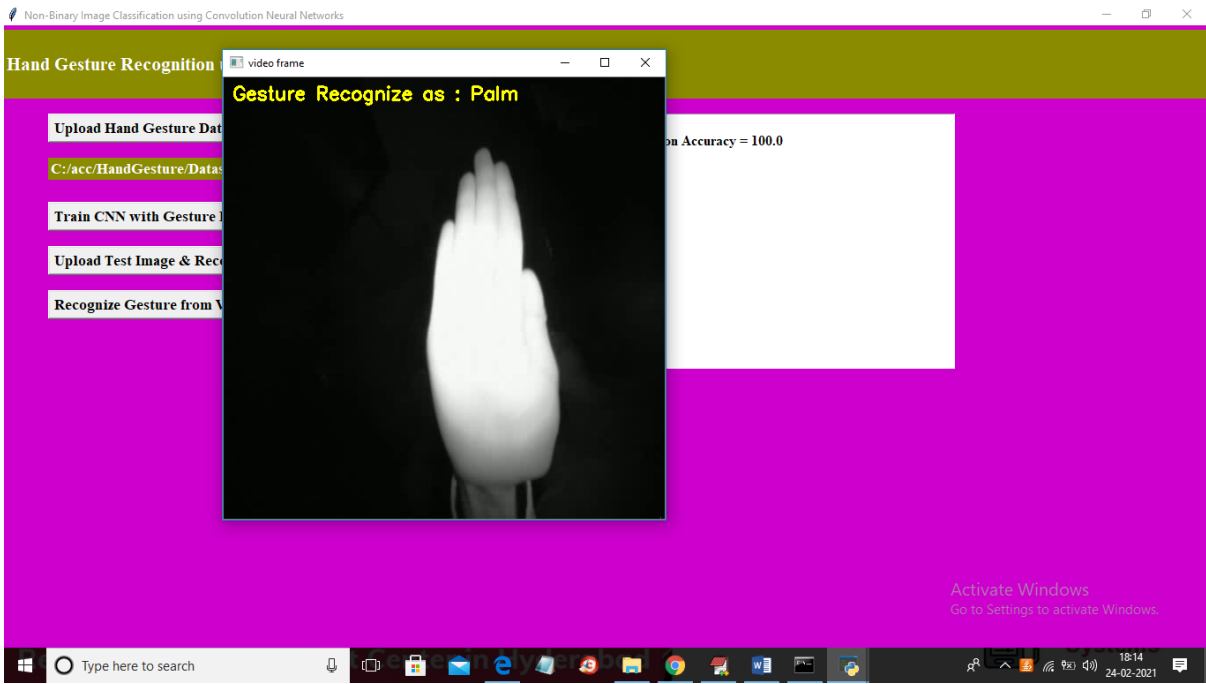 Non-Binary Image Classification using Convolution Neural Networks
Hand Gesture Recognition
video frame
Gesture Recognize as : Palm
Upload Hand Gesture
on Accuracy = 100.0
C:/acc/HandGesture/Datas
Train CNN with Gesture
Upload Test Image &
Recognize Gesture from
Activate Windows
Go to Settings to activate Windows.
Type here to search
18:14
24-02-2021